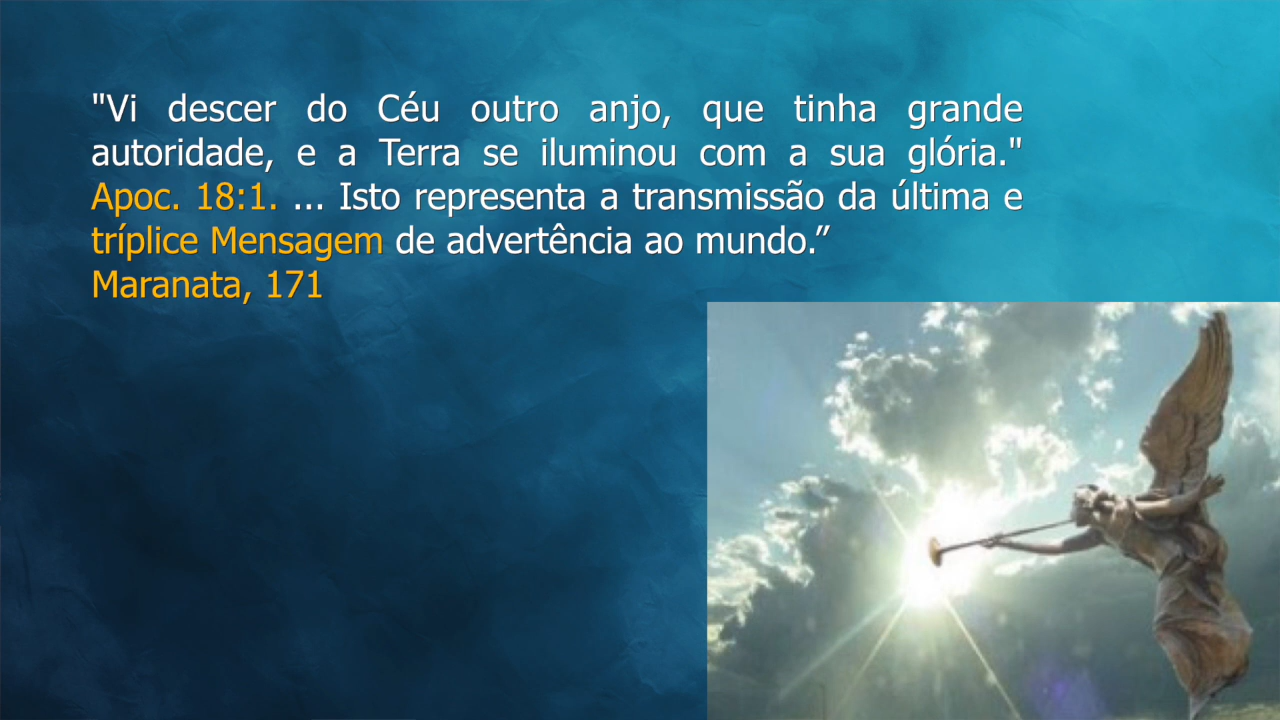 "Vi descer do Céu outro anjo, que tinha grande
autoridade, e a Terra se iluminou com a sua glória."
Apoc. 18:1. ... Isto representa a transmissão da última e
tríplice Mensagem de advertência ao mundo.”
Maranata, 171